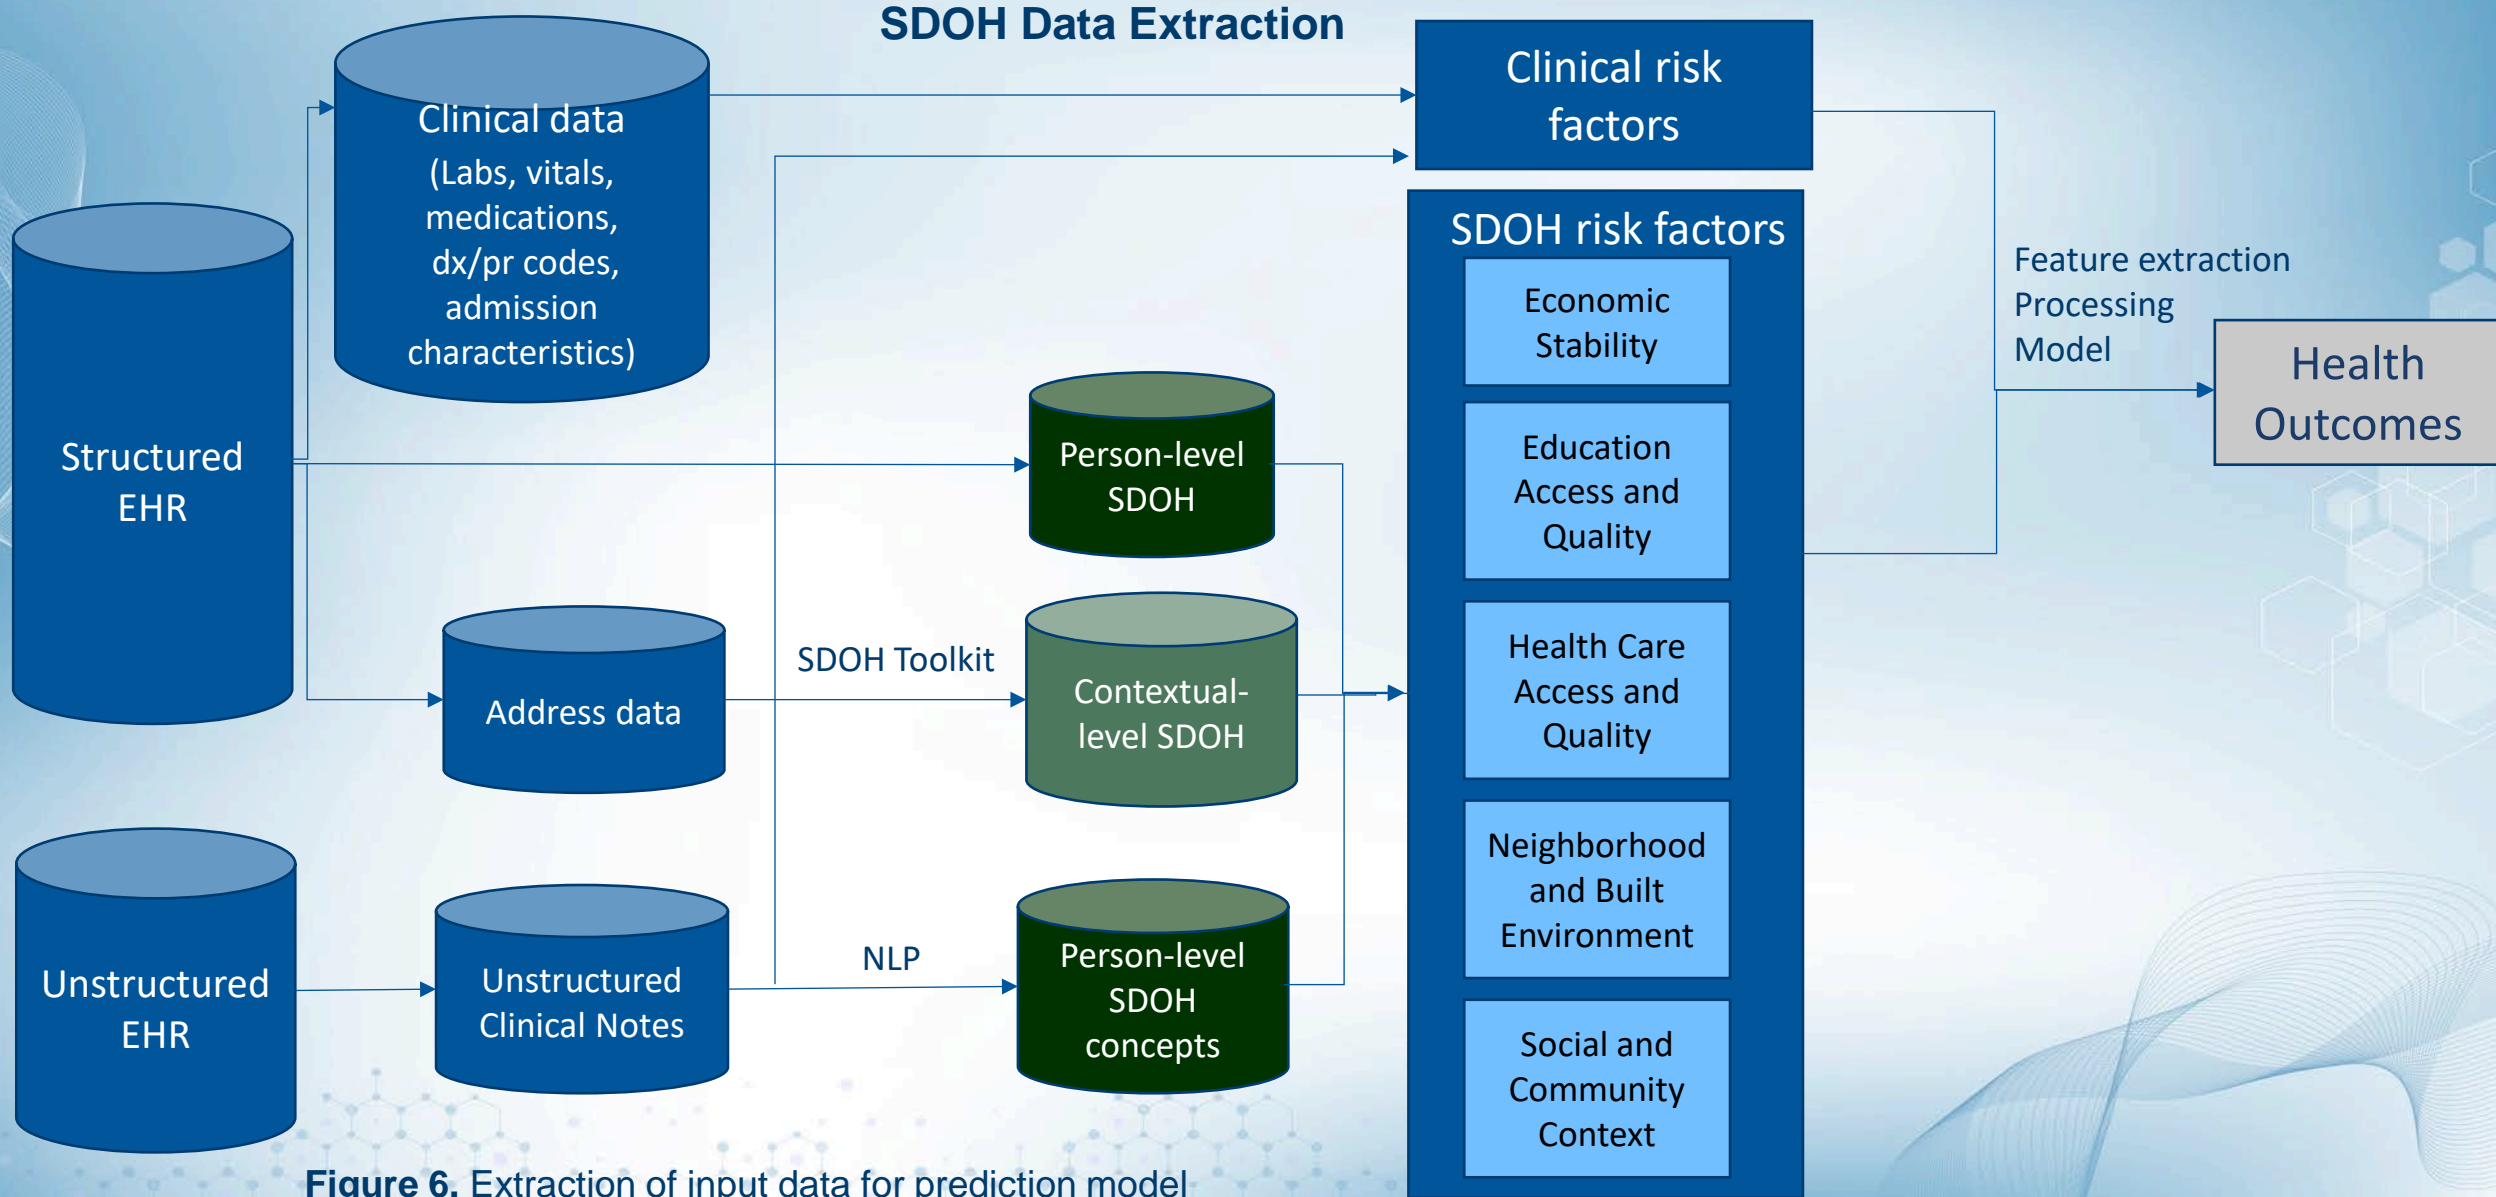 SDOH Data Extraction
Clinical data
(Labs, vitals,
medications,
dx/pr codes,
admission
characteristics)
Clinical risk
factors
Structured
EHR
Person-level
SDOH
SDOH risk factors
Economic
Stability
Education
Access and
Quality
Health Care
Access and
Quality
Neighborhood
and Built
Environment
Social and
Community
Context
Feature extraction
Processing
Model
Health
Outcomes
Address data
SDOH Toolkit
Contextual-
level SDOH
Unstructured
EHR
Unstructured
Clinical Notes
NLP
Person-level
SDOH
concepts
Figure 6. Extraction of input data for prediction model